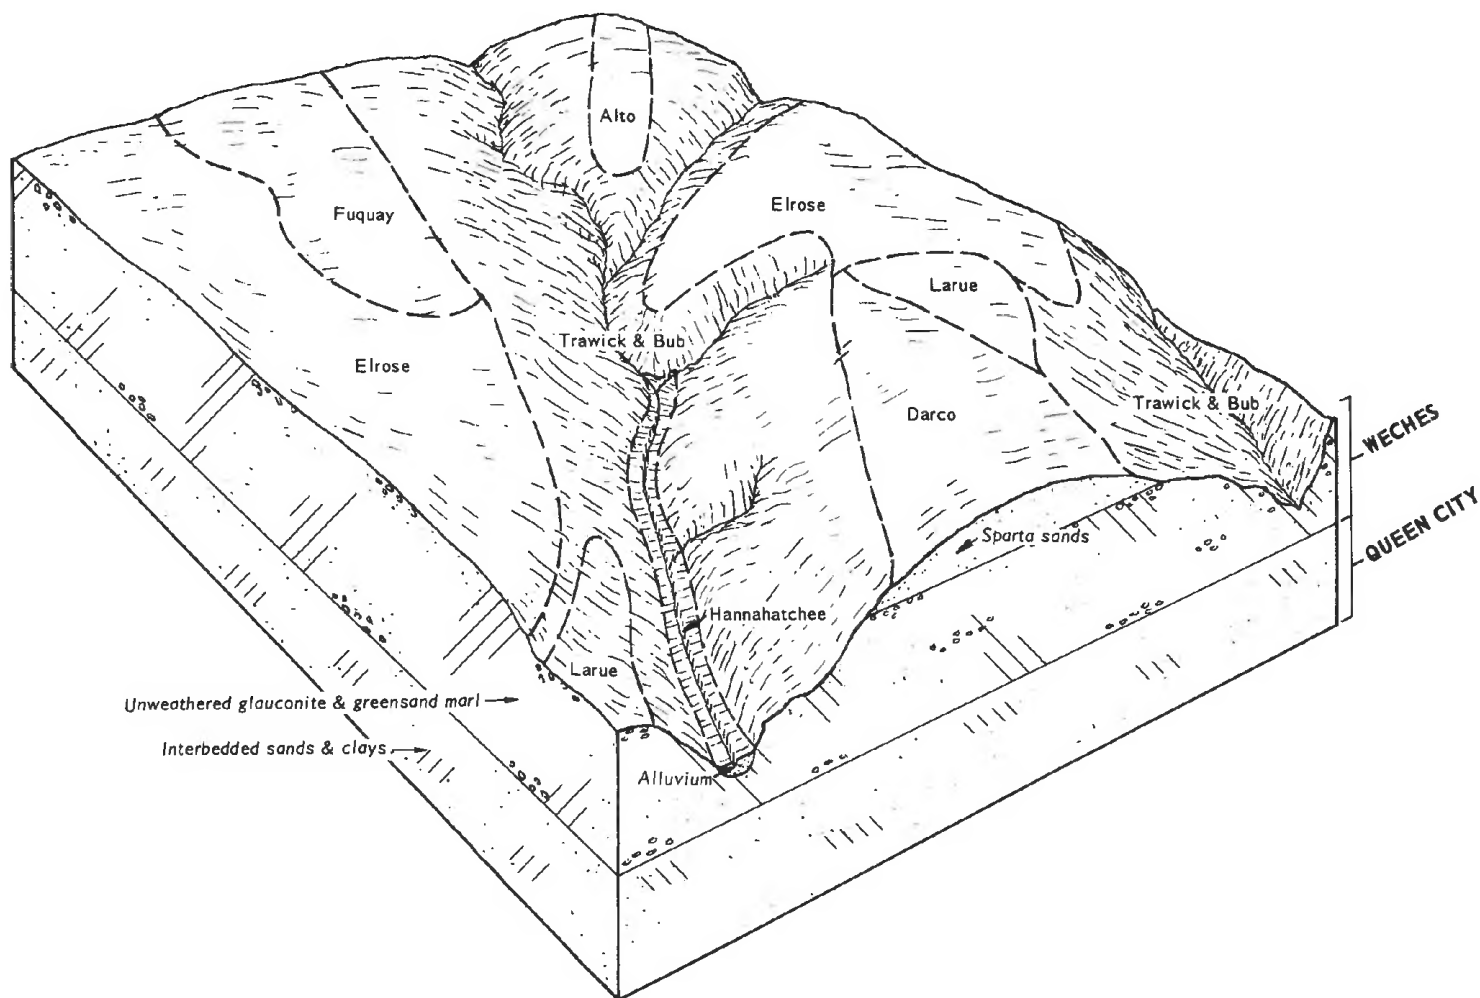 Alto
Elrose
Fuquay
Larue
Trawick & Bub
Elrose
Trawick & Bub
Darco
WECHES
QUEEN CITY
Sparta sands
Hannahatchee
Larue
Unweathered glauconite & greensand marl
Interbedded sands & clays
Alluvium